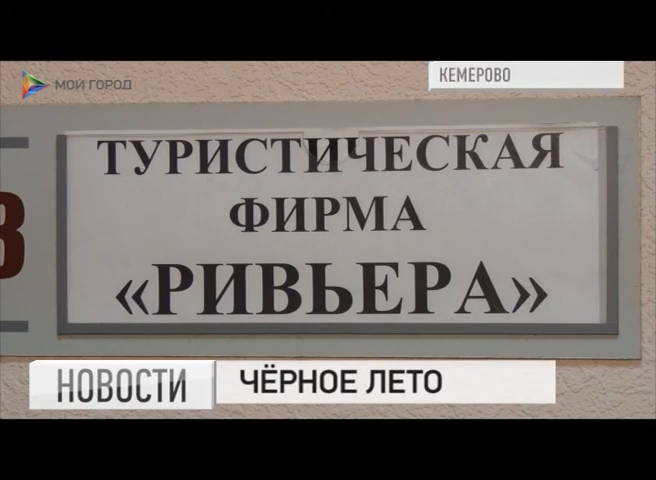 МОЙ ГОРОД
КЕМЕРОВО
ТУРИСТИЧЕСКАЯ
ФИРМА
«РИВЬЕРА»
НОВОСТИ
ЧЁРНОЕ ЛЕТО